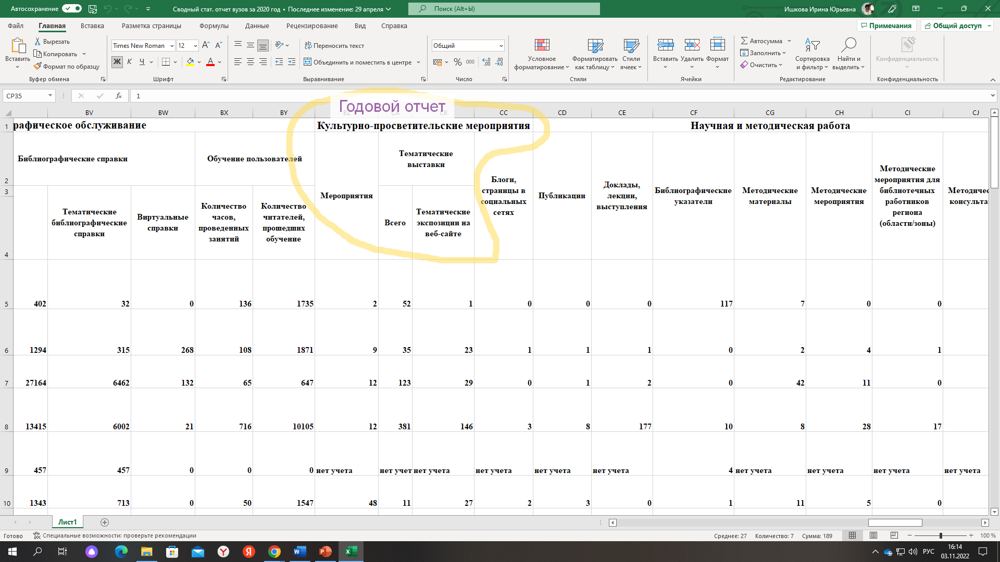 Автосохранение
Сводный стат. отчет вузов за 2020 год • Последнее изменение: 29 апреля
Поиск (Alt+Ы)
Ишкова Ирина Юрьевна
Файл Главная Вставка Разметка страницы Формулы Данные Рецензирование Вид Справка
Примечания Общий доступ
Вставить
Вырезать
Копировать
Формат по образцу
Буфер обмена
Times New Roman 12
Ж К Ч
Шрифт
Переносить текст
Объединить и поместить в центре
Выравнивание
Общий
% 000
Число
Условное форматирование
Форматировать как таблицу
Стили ячеек
Стили
Вставить Удалить Формат
Ячейки
Автосумма
Заполнить
Очистить
Сортировка и фильтр
Найти и выделить
Редактирование
Конфиденциальность
Конфиденциальность
CP35 fx 1
Годовой отчет
BV BW BX BY BZ CA CB CC CD CE CF CG CH CI CJ
1 рафическое обслуживание Культурно-просветительские мероприятия Научная и методическая работа
2 Библиографические справки Обучение пользователей Мероприятия Тематические выставки Блоги, страницы в социальных сетях Публикации Доклады, лекции, выступления Библиографические указатели Методические материалы Методические мероприятия Методические мероприятия для библиотечных работников региона (области/зоны) Методичес консульта
3
4 Тематические библиографические справки Виртуальные справки Количество часов, проведенных занятий Количество читателей, прошедших обучение Всего Тематические экспозиции на веб-сайте
5 402 32 0 136 1735 2 52 1 0 0 0 117 7 0 0
6 1294 315 268 108 1871 9 35 23 1 1 1 0 2 4 1
7 27164 6462 132 65 647 12 123 29 0 1 2 0 42 11 0
8 13415 6002 21 716 10105 12 381 146 3 8 177 10 8 28 17
9 457 457 0 0 0 нет учета нет учет нет учета нет учета нет учета нет учета 4 нет учета нет учета нет учета нет учета
10 1343 713 0 50 1547 48 11 27 2 3 0 1 11 5 0
Лист1
Готово Специальные возможности: проверьте рекомендации Среднее: 27 Количество: 7 Сумма: 189 100 %
РУС 16:14
03.11.2022